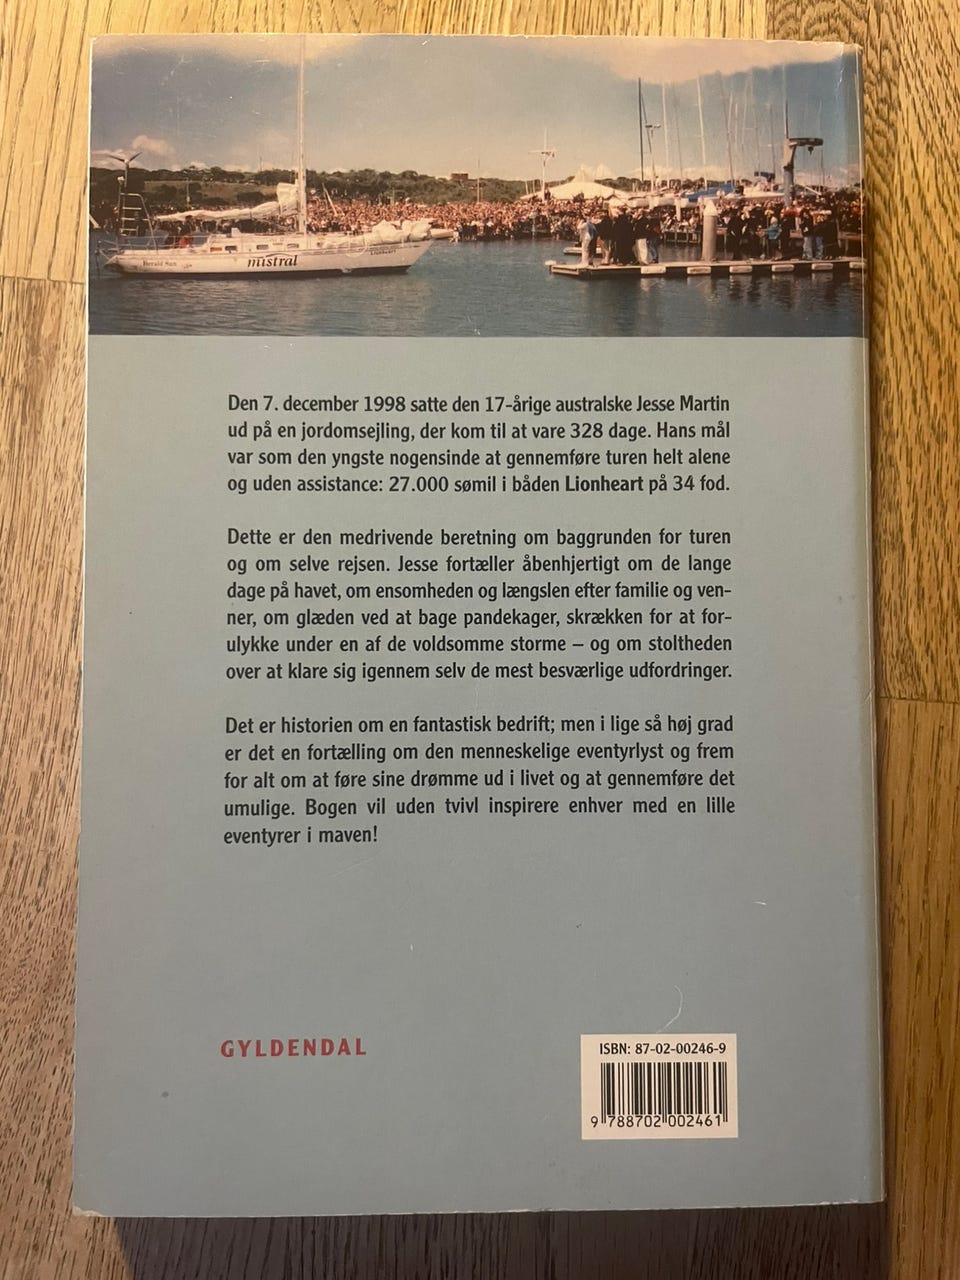 Herald Sun
mistral
Lionheart
Den 7. december 1998 satte den 17-årige australske Jesse Martin
ud på en jordomsejling, der kom til at vare 328 dage. Hans mål
var som den yngste nogensinde at gennemføre turen helt alene
og uden assistance: 27.000 sømil i båden Lionheart på 34 fod.
Dette er den medrivende beretning om baggrunden for turen
og om selve rejsen. Jesse fortæller åbenhjertigt om de lange
dage på havet, om ensomheden og længslen efter familie og ven-
ner, om glæden ved at bage pandekager, skrækken for at for-
ulykke under en af de voldsomme storme – og om stoltheden
over at klare sig igennem selv de mest besværlige udfordringer.
Det er historien om en fantastisk bedrift; men i lige så høj grad
er det en fortælling om den menneskelige eventyrlyst og frem
for alt om at føre sine drømme ud i livet og at gennemføre det
umulige. Bogen vil uden tvivl inspirere enhver med en lille
eventyrer i maven!
GYLDENDAL
ISBN: 87-02-00246-9
9 788702 002461